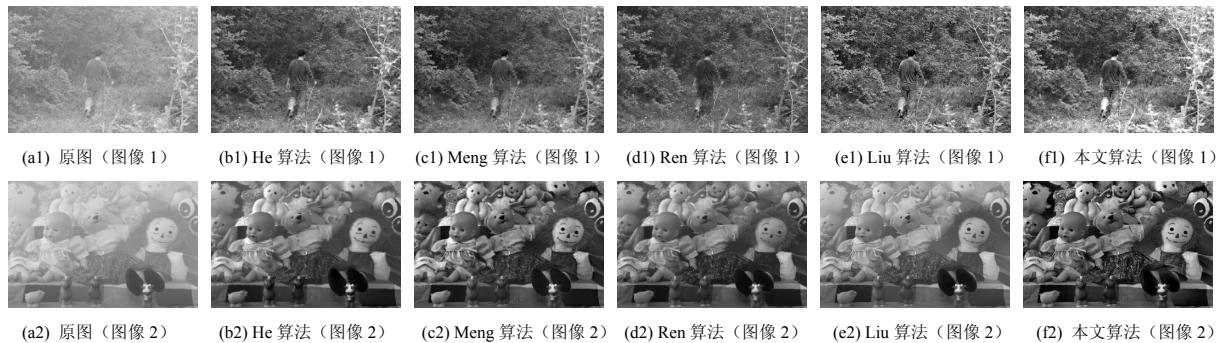 (a1) 原图（图像 1） (b1) He 算法（图像 1） (c1) Meng 算法（图像 1） (d1) Ren 算法（图像 1） (e1) Liu 算法（图像 1） (f1) 本文算法（图像 1）
(a2) 原图（图像 2） (b2) He 算法（图像 2） (c2) Meng 算法（图像 2） (d2) Ren 算法（图像 2） (e2) Liu 算法（图像 2） (f2) 本文算法（图像 2）